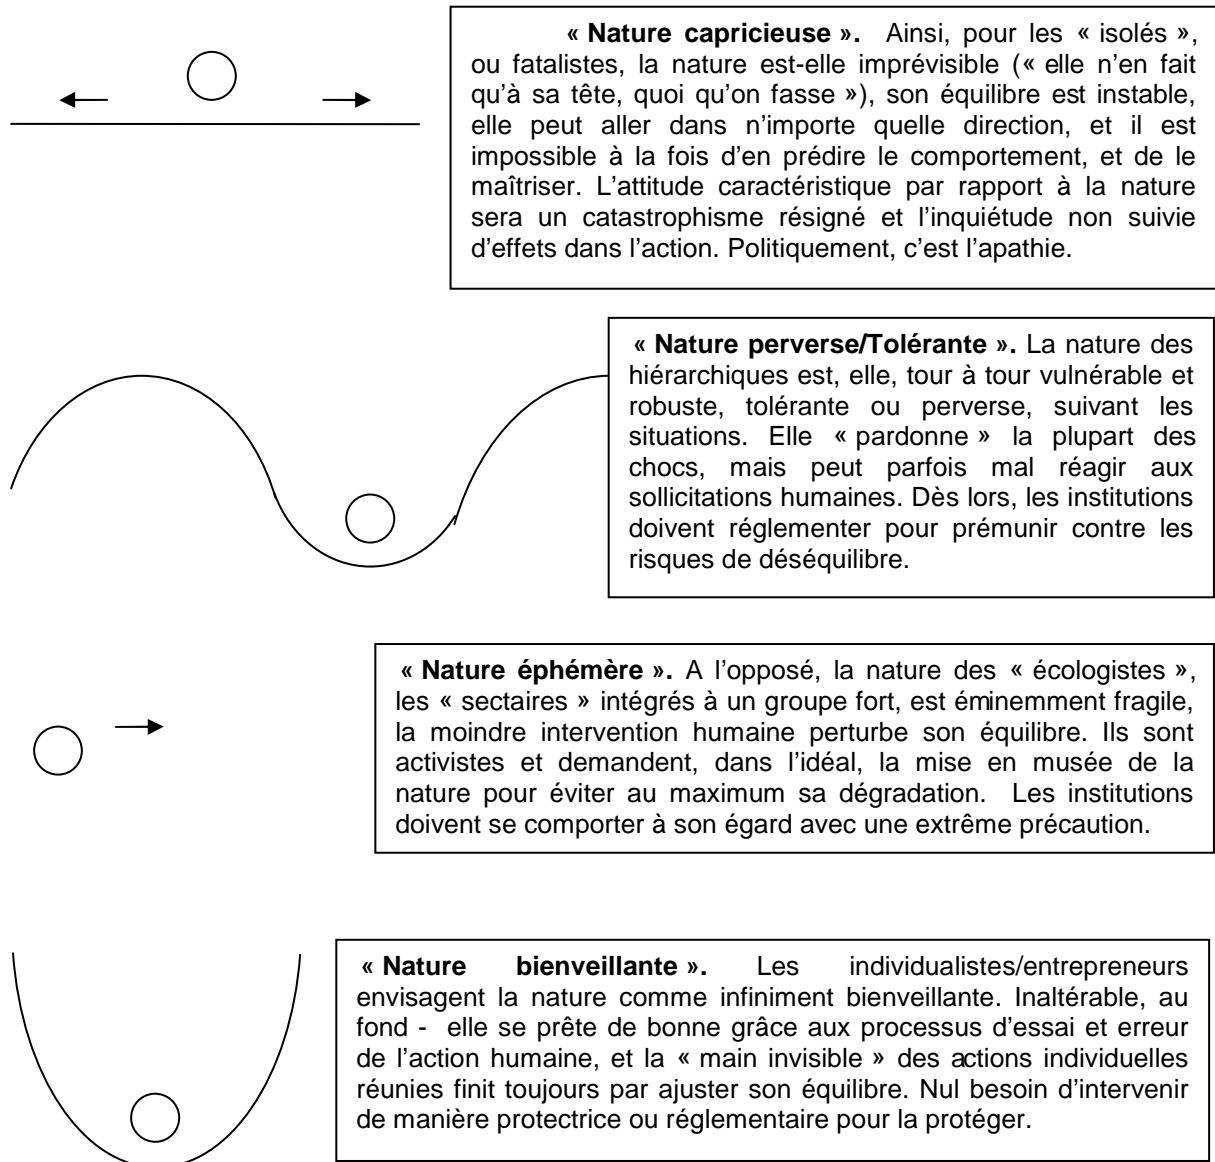 « Nature capricieuse ». Ainsi, pour les « isolés »,
ou fatalistes, la nature est-elle imprévisible (« elle n'en fait
qu'à sa tête, quoi qu'on fasse »), son équilibre est instable,
elle peut aller dans n'importe quelle direction, et il est
impossible à la fois d'en prédire le comportement, et de le
maîtriser. L'attitude caractéristique par rapport à la nature
sera un catastrophisme résigné et l'inquiétude non suivie
d'effets dans l'action. Politiquement, c'est l'apathie.
« Nature perverse/Tolérante ». La nature des
hiérarchiques est, elle, tour à tour vulnérable et
robuste, tolérante ou perverse, suivant les
situations. Elle « pardonne » la plupart des
chocs, mais peut parfois mal réagir aux
sollicitations humaines. Dès lors, les institutions
doivent réglementer pour prémunir contre les
risques de déséquilibre.
« Nature éphémère ». A l'opposé, la nature des « écologistes »,
les « sectaires » intégrés à un groupe fort, est éminemment fragile,
la moindre intervention humaine perturbe son équilibre. Ils sont
activistes et demandent, dans l'idéal, la mise en musée de la
nature pour éviter au maximum sa dégradation. Les institutions
doivent se comporter à son égard avec une extrême précaution.
« Nature bienveillante ». Les individualistes/entrepreneurs
envisagent la nature comme infiniment bienveillante. Inaltérable, au
fond - elle se prête de bonne grâce aux processus d'essai et erreur
de l'action humaine, et la « main invisible » des actions individuelles
réunies finit toujours par ajuster son équilibre. Nul besoin d'intervenir
de manière protectrice ou réglementaire pour la protéger.